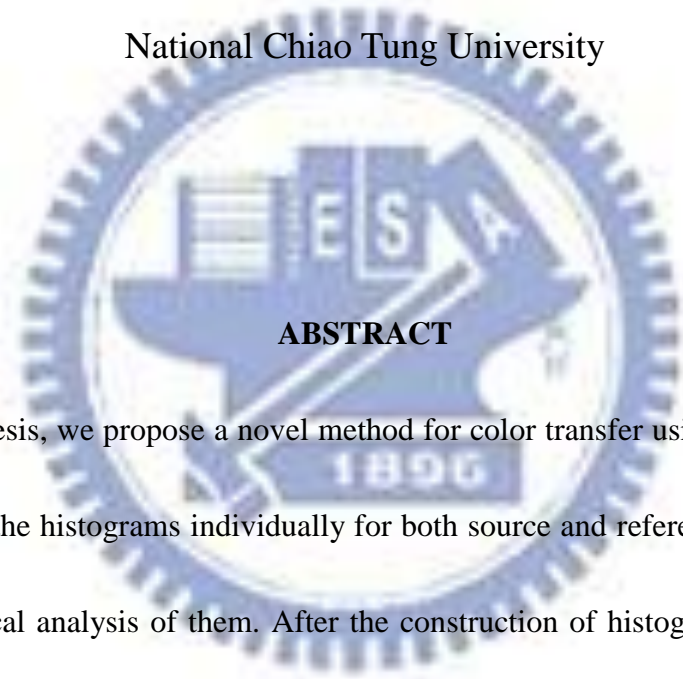 National Chiao Tung University
E S A
ABSTRACT
esis, we propose a novel method for color transfer usi
1896
he histograms individually for both source and refere
cal analysis of them. After the construction of histog